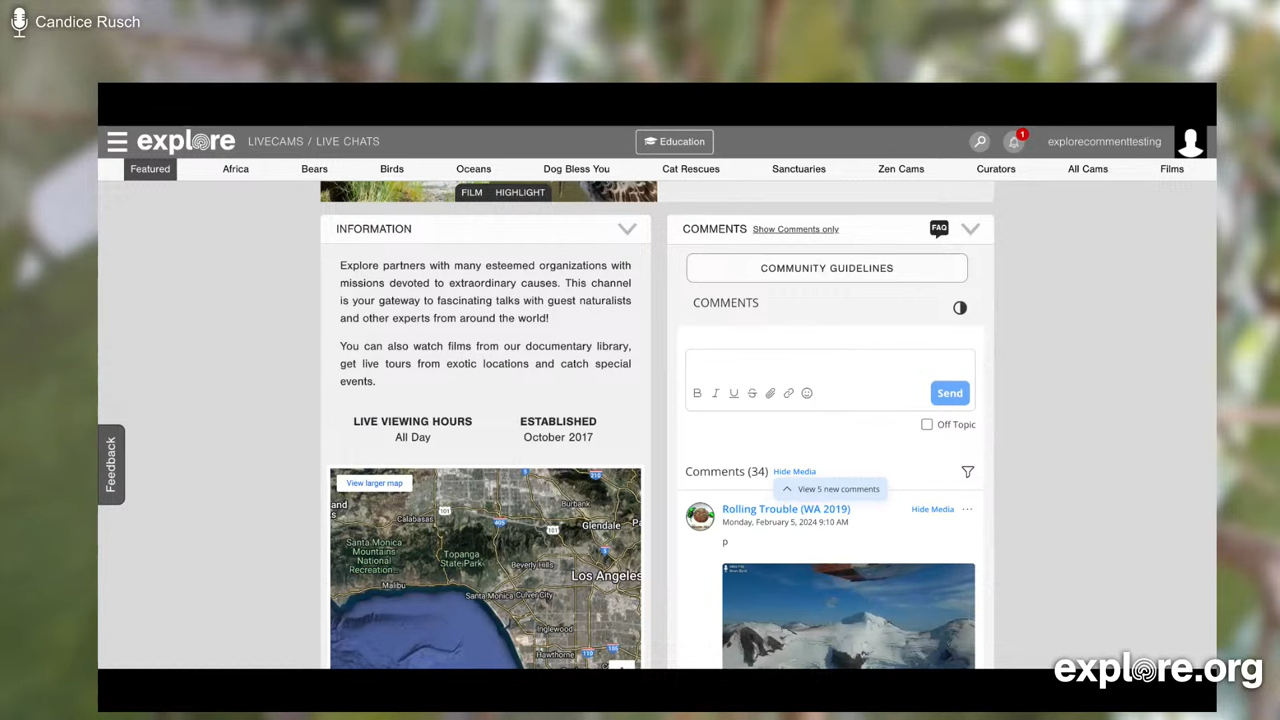 Candice Rusch
explore LIVECAMS / LIVE CHATS Education 1 explorecommenttesting
Featured Africa Bears Birds Oceans Dog Bless You Cat Rescues Sanctuaries Zen Cams Curators All Cams Films
FILM HIGHLIGHT
INFORMATION
Explore partners with many esteemed organizations with
missions devoted to extraordinary causes. This channel
is your gateway to fascinating talks with guest naturalists
and other experts from around the world!
You can also watch films from our documentary library,
get live tours from exotic locations and catch special
events.
LIVE VIEWING HOURS ESTABLISHED
All Day October 2017
View larger map
Burbank
Calabasas
101
Glendale
405
101
Santa Monica
Mountains
National
Recreation...
Topanga
State Park
5
Beverly Hills
Los Angeles
Malibu
Santa Monica Culver City
Inglewood
Hawthorne
COMMENTS Show Comments only FAQ
COMMUNITY GUIDELINES
COMMENTS
B I U S Send
Off Topic
Comments (34) Hide Media
View 5 new comments
Rolling Trouble (WA 2019) Hide Media ...
Monday, February 5, 2024 9:10 AM
p
Feedback
explore.org